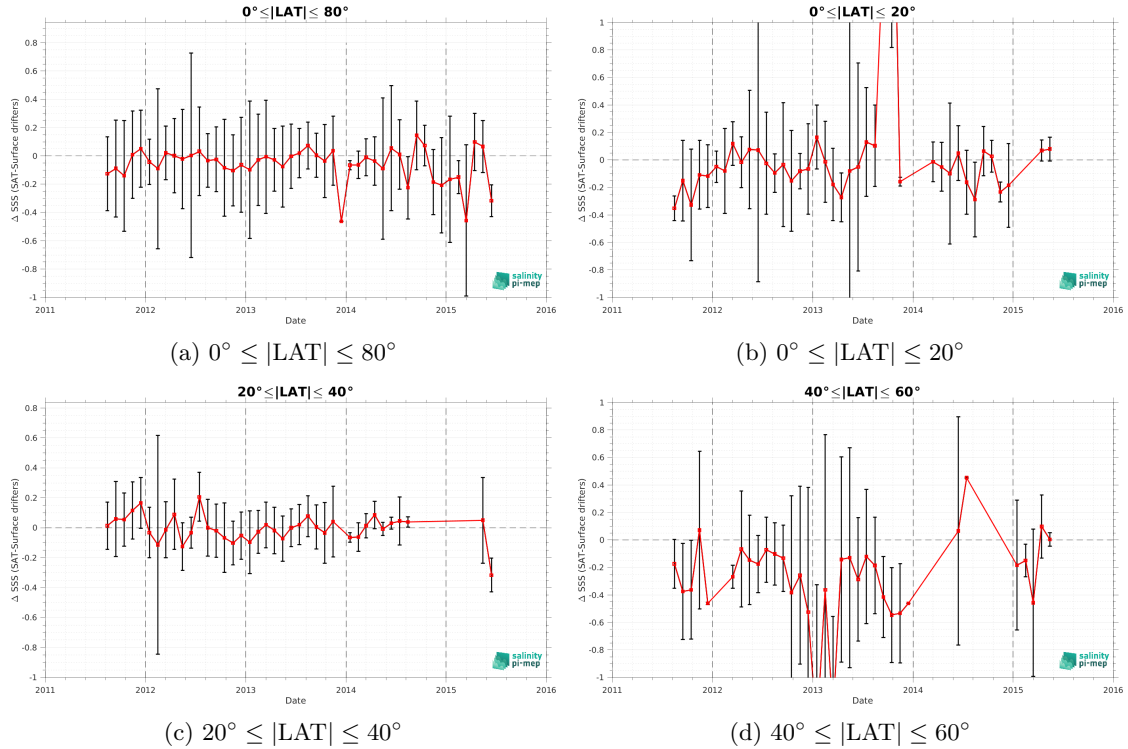 0°≤|LAT|≤ 80°
Δ SSS (SAT-Surface drifters)
0.8
0.6
0.4
0.2
0
-0.2
-0.4
-0.6
-0.8
-1
2011
2012
2013
2014
2015
2016
Date
salinity
pi-mep
(a) 0° ≤ |LAT| ≤ 80°
0°≤|LAT|≤ 20°
Δ SSS (SAT-Surface drifters)
1
0.8
0.6
0.4
0.2
0
-0.2
-0.4
-0.6
-0.8
-1
2011
2012
2013
2014
2015
2016
Date
salinity
pi-mep
(b) 0° ≤ |LAT| ≤ 20°
20°≤|LAT|≤ 40°
Δ SSS (SAT-Surface drifters)
0.8
0.6
0.4
0.2
0
-0.2
-0.4
-0.6
-0.8
-1
2011
2012
2013
2014
2015
2016
Date
salinity
pi-mep
(c) 20° ≤ |LAT| ≤ 40°
40°≤|LAT|≤ 60°
Δ SSS (SAT-Surface drifters)
1
0.8
0.6
0.4
0.2
0
-0.2
-0.4
-0.6
-0.8
-1
2011
2012
2013
2014
2015
2016
Date
salinity
pi-mep
(d) 40° ≤ |LAT| ≤ 60°